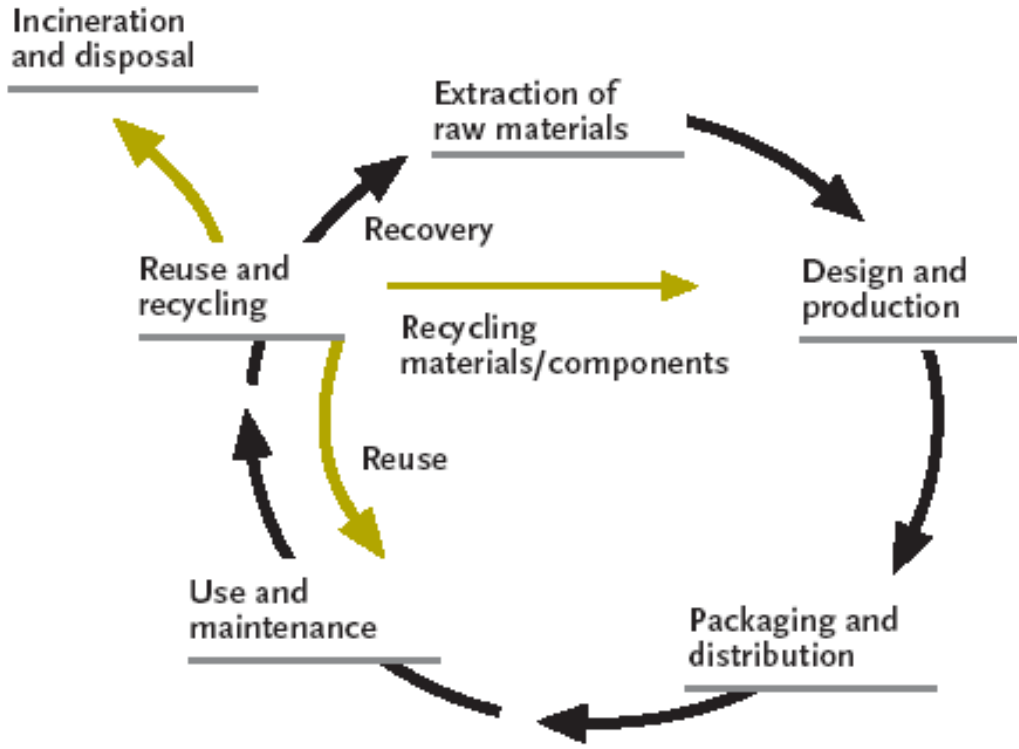 Incineration
and disposal
Extraction of
raw materials
Recovery
Reuse and
recycling
Design and
production
Recycling
materials/components
Reuse
Use and
maintenance
Packaging and
distribution